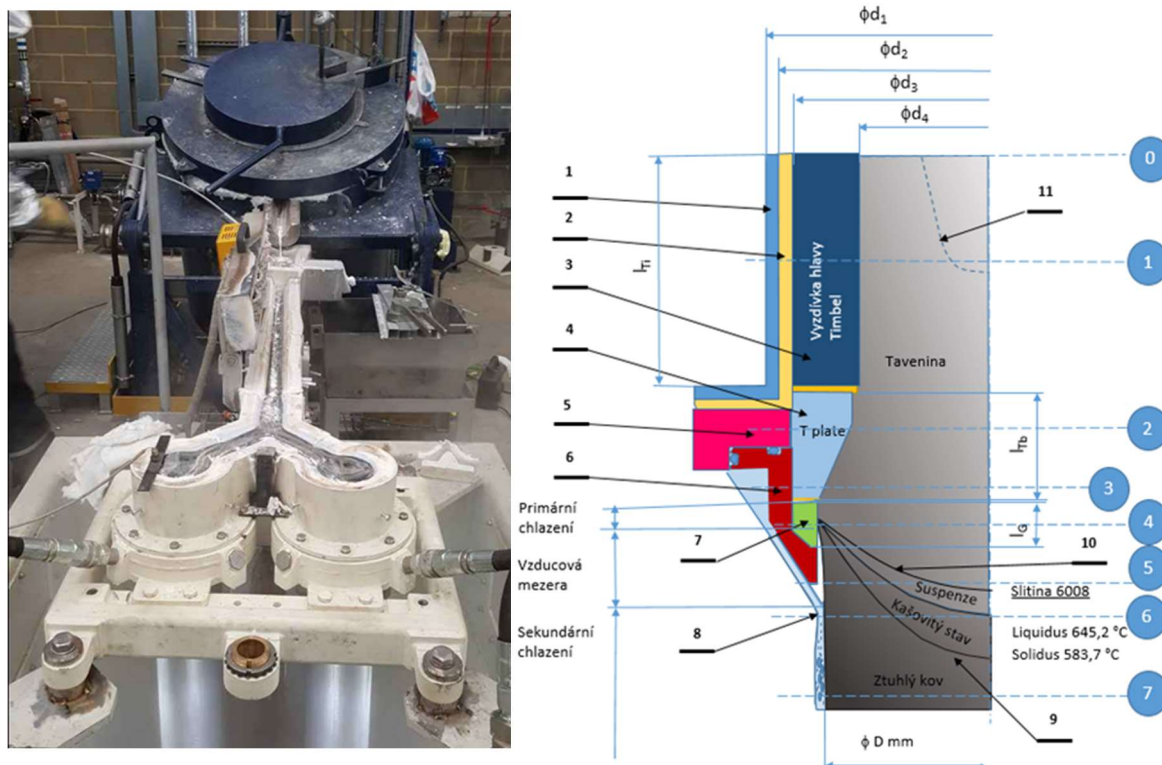 ϕd₁
ϕd₂
ϕd₃
ϕd₄
0
1
11
2
lTi
1
3
Vyzdívka hlavy
Timbel
4
Tavenina
5
T plate
2
lTb
6
3
Primární
chlazení
4
lG
7
10
Vzducová
mezera
5
Suspenze
Slitina 6008
Kašovitý stav
6
Sekundární
chlazení
8
Liquidus 645,2 °C
Solidus 583,7 °C
Ztuhlý kov
7
9
ϕ D mm